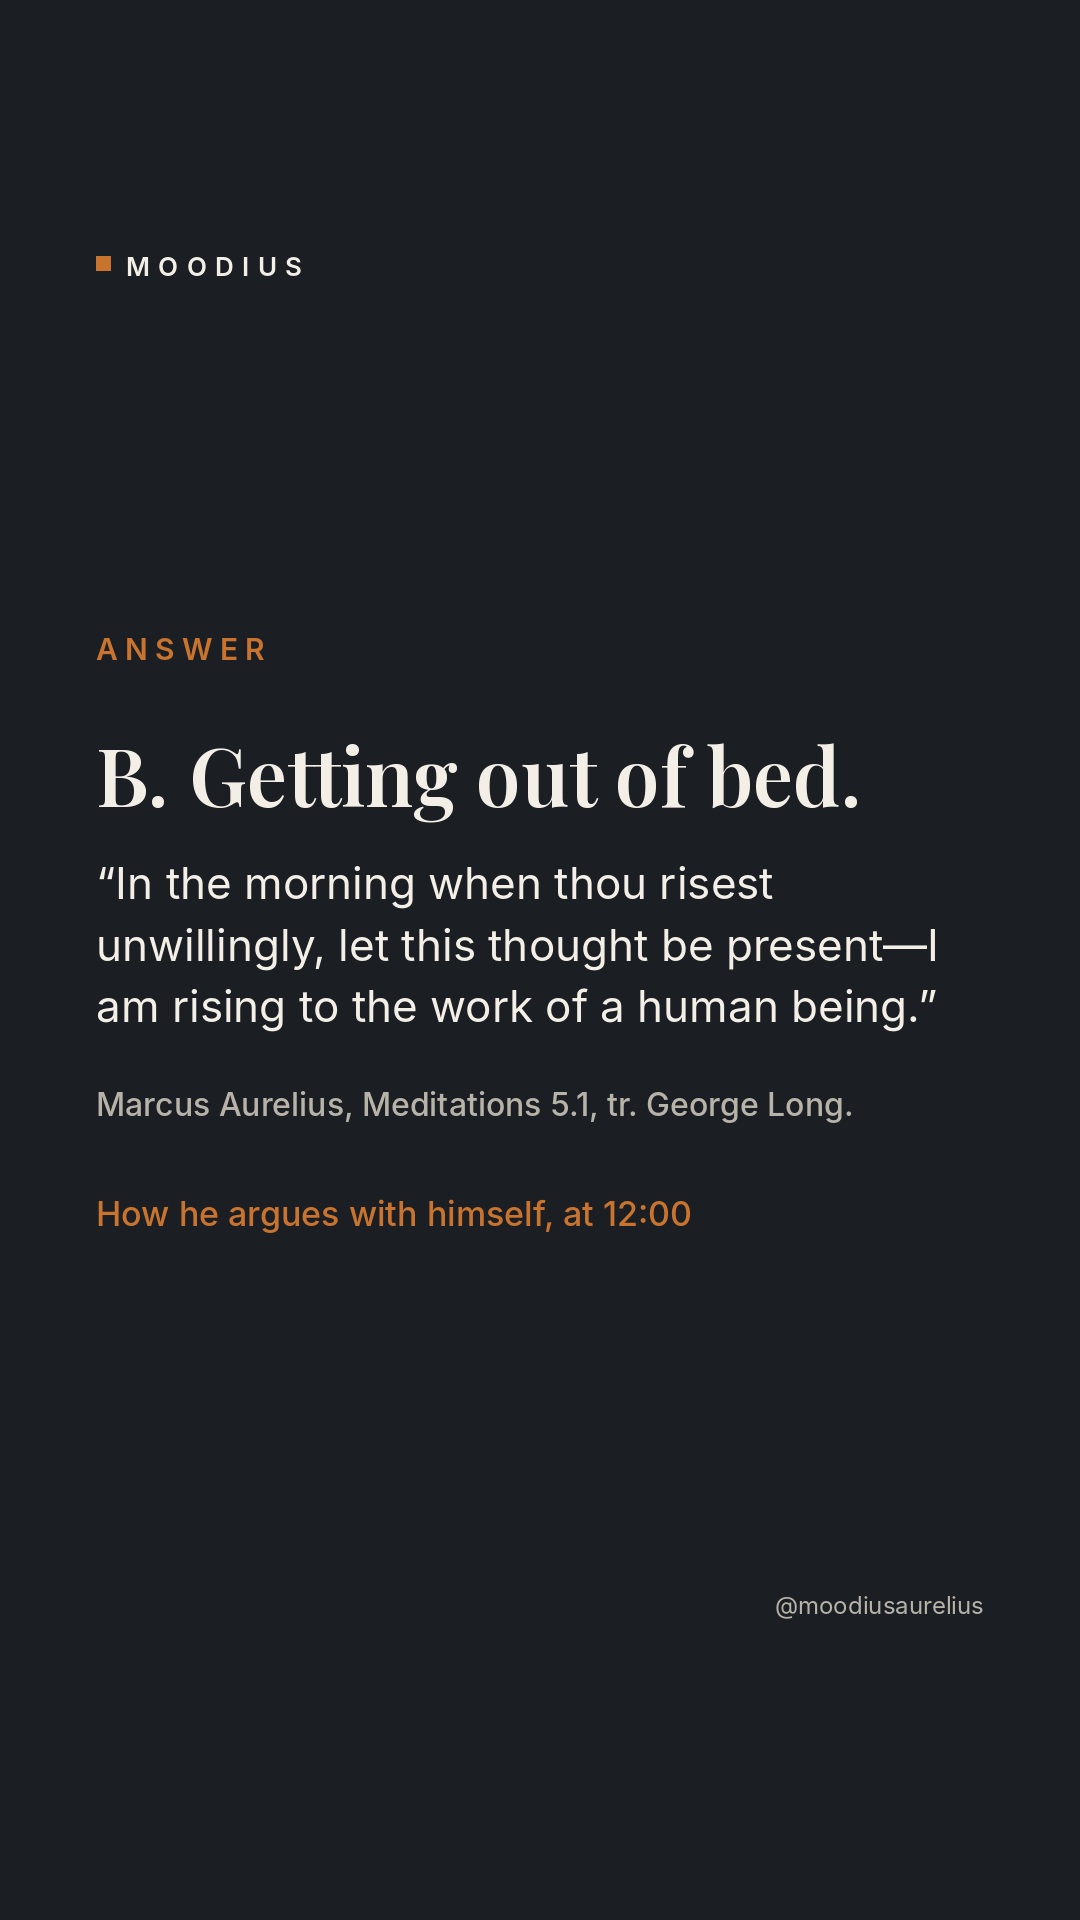 MOODIUS
ANSWER
B. Getting out of bed.
“In the morning when thou risest
unwillingly, let this thought be present—I
am rising to the work of a human being.”
Marcus Aurelius, Meditations 5.1, tr. George Long.
How he argues with himself, at 12:00
@moodiusaurelius